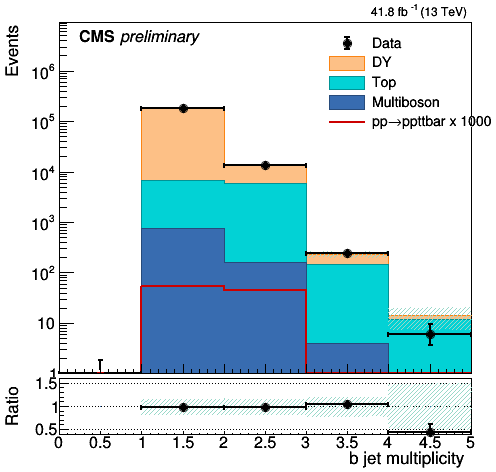 41.8 fb⁻¹ (13 TeV)
CMS preliminary
Events
Data
DY
Top
Multiboson
pp→ppttbar x 1000
10⁶
10⁵
10⁴
10³
10²
10
1
Ratio
1.5
1
0.5
0 0.5 1 1.5 2 2.5 3 3.5 4 4.5 5
b jet multiplicity